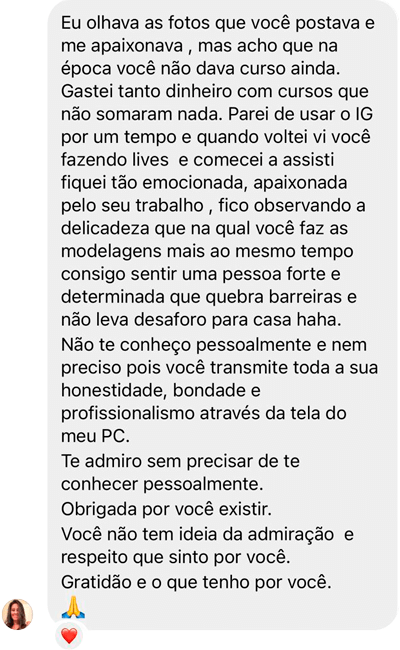 Eu olhava as fotos que você postava e
me apaixonava , mas acho que na
época você não dava curso ainda.
Gastei tanto dinheiro com cursos que
não somaram nada. Parei de usar o IG
por um tempo e quando voltei vi você
fazendo lives  e comecei a assisti
fiquei tão emocionada, apaixonada
pelo seu trabalho , fico observando a
delicadeza que na qual você faz as
modelagens mais ao mesmo tempo
consigo sentir uma pessoa forte e
determinada que quebra barreiras e
não leva desaforo para casa haha.
Não te conheço pessoalmente e nem
preciso pois você transmite toda a sua
honestidade, bondade e
profissionalismo através da tela do
meu PC.
Te admiro sem precisar de te
conhecer pessoalmente.
Obrigada por você existir.
Você não tem ideia da admiração  e
respeito que sinto por você.
Gratidão e o que tenho por você.
🙏